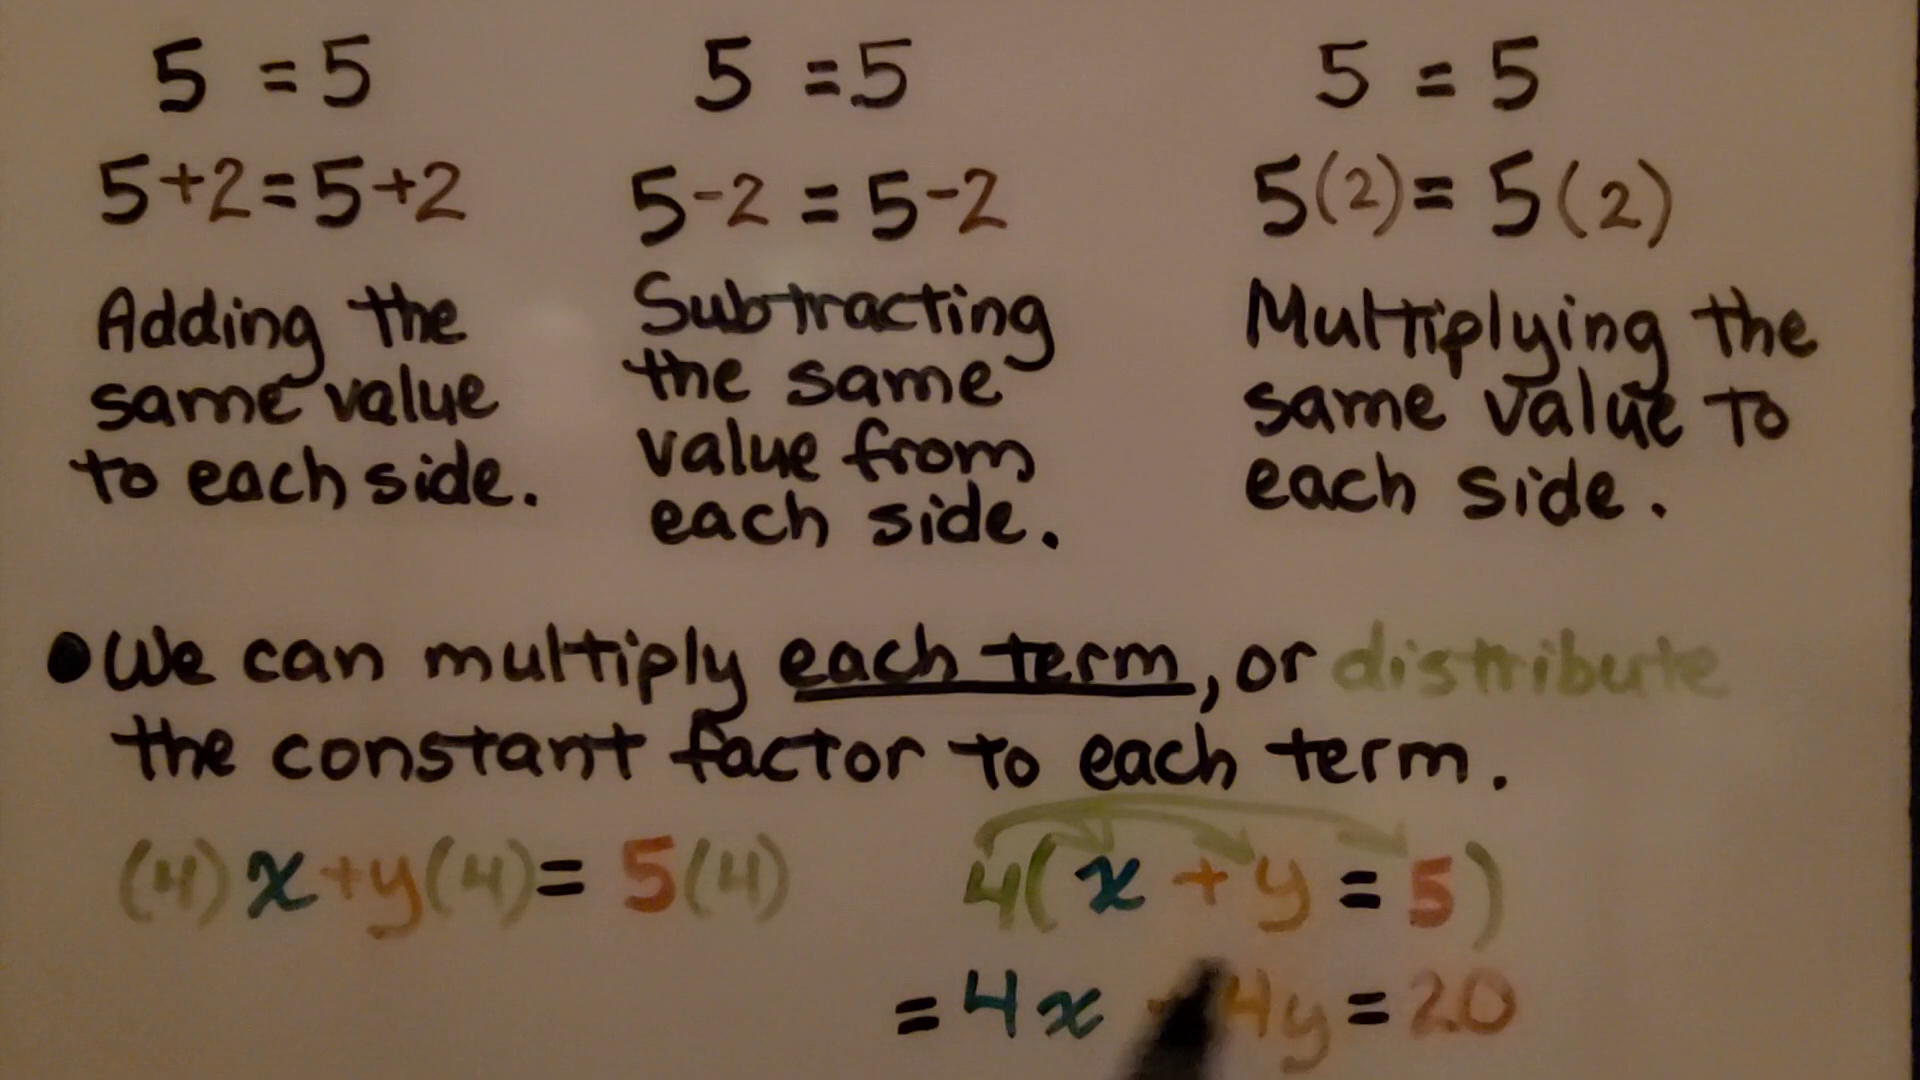 5 = 5
5+2=5+2
Adding the
same value
to each side.
5 = 5
5-2 = 5-2
Subtracting
the same
value from
each side.
5 = 5
5(2) = 5(2)
Multiplying the
same value to
each side.
• We can multiply each term, or distribute
the constant factor to each term.
(4)x+y(4) = 5(4)
4(x + y = 5)
= 4x + 4y = 20